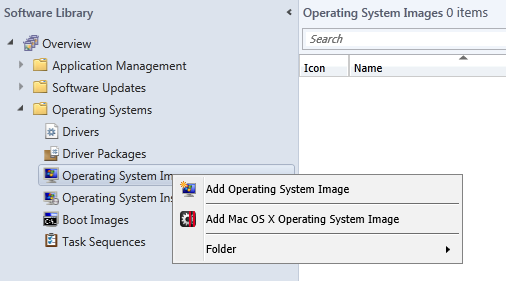 Software Library
Operating System Images 0 items
Search
Icon
Name
Overview
Application Management
Software Updates
Operating Systems
Drivers
Driver Packages
Operating System Im
Operating System Ins
Boot Images
Task Sequences
Add Operating System Image
Add Mac OS X Operating System Image
Folder